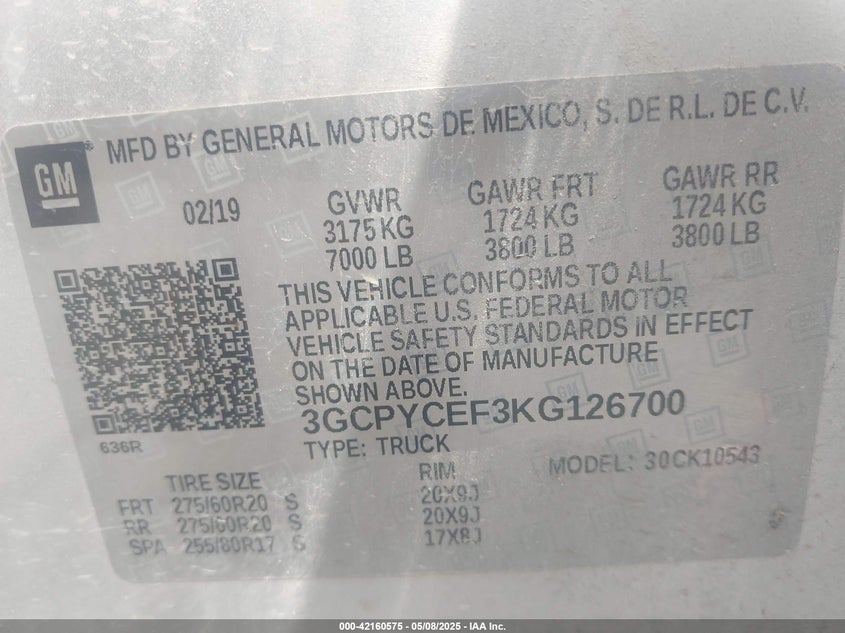 GM
MFD BY GENERAL MOTORS DE MEXICO, S. DE R.L. DE C.V.
02/19
GVWR
3175 KG
7000 LB
GAWR FRT
1724 KG
3800 LB
GAWR RR
1724 KG
3800 LB
THIS VEHICLE CONFORMS TO ALL
APPLICABLE U.S. FEDERAL MOTOR
VEHICLE SAFETY STANDARDS IN EFFECT
ON THE DATE OF MANUFACTURE
SHOWN ABOVE.
3GCPYCEF3KG126700
636R
TYPE: TRUCK
MODEL: 30CK10543
TIRE SIZE RIM
FRT 275/60R20 S 20X9J
RR 275/60R20 S 20X9J
SPA 255/80R17 S 17X8J
000-42160575 - 05/08/2025 - IAA Inc.